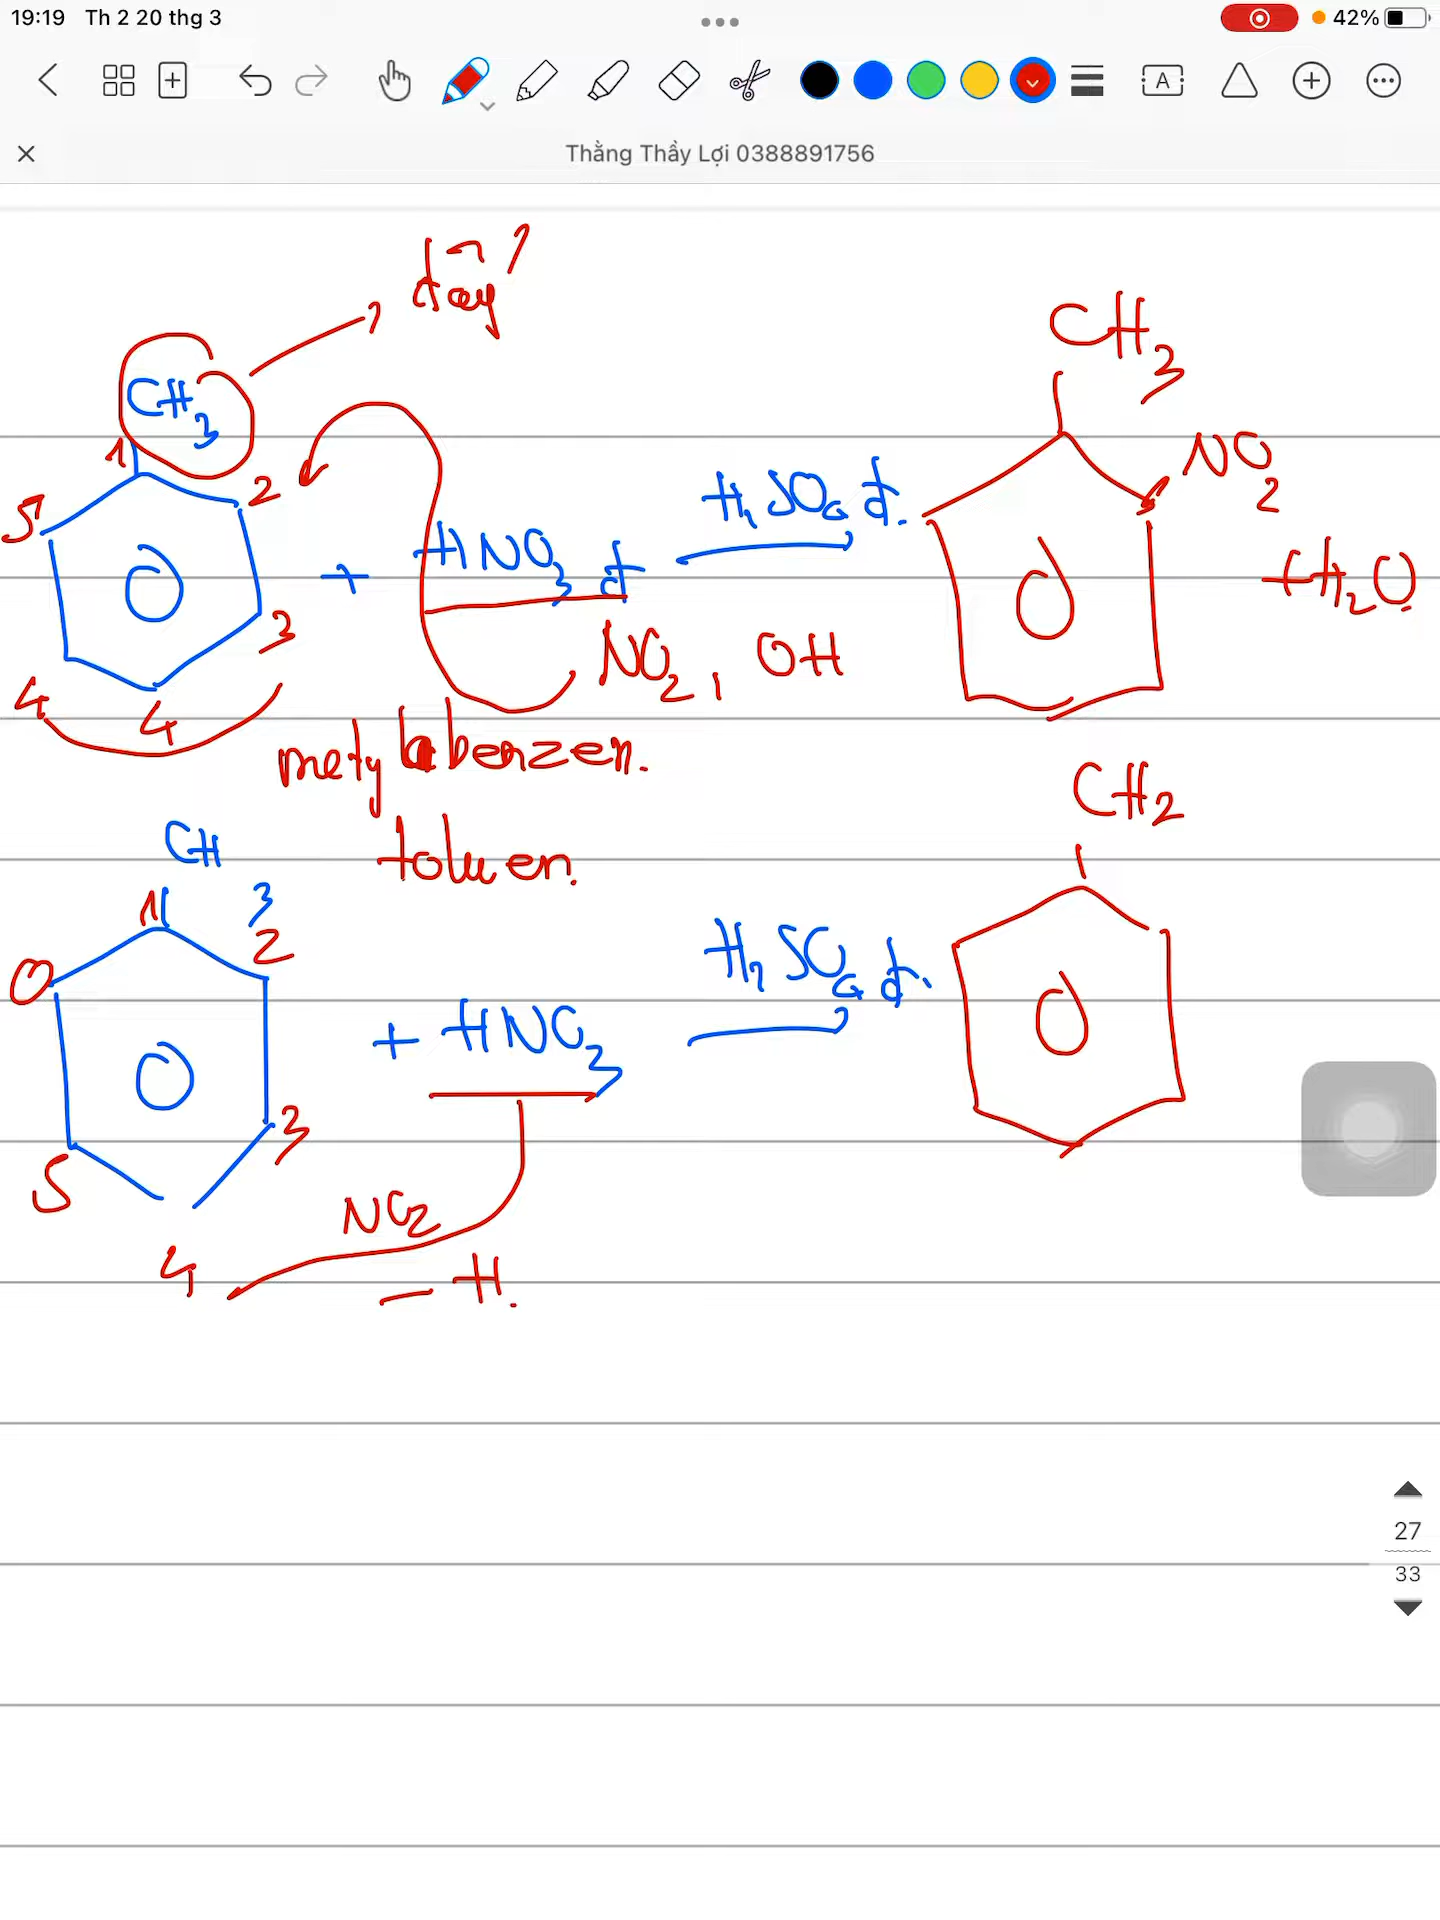 19:19 Th 2 20 thg 3
42%
A
Thằng Thầy Lợi 0388891756
đẩy
CH3
1
2
5
3
4
4
+ HNO3 đ
H2SO4 đ.
NO2, OH
CH3
NO2
+H2O
metylbenzen.
toluen.
CH3
1
2
O
3
5
4
+ HNO3
H2SO4 đ.
NO2
- H.
CH2
27
33